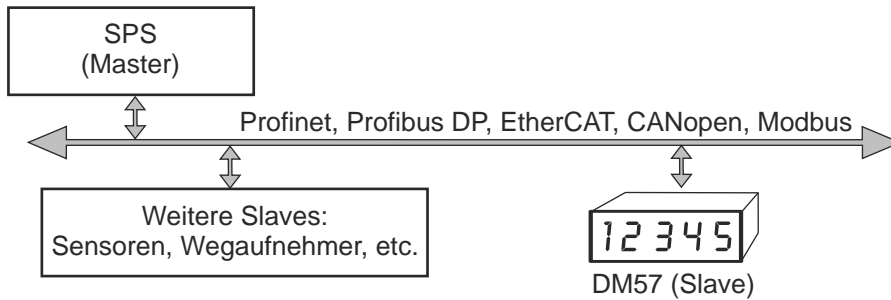 SPS
(Master)
Profinet, Profibus DP, EtherCAT, CANopen, Modbus
Weitere Slaves:
Sensoren, Wegaufnehmer, etc.
12345
DM57 (Slave)